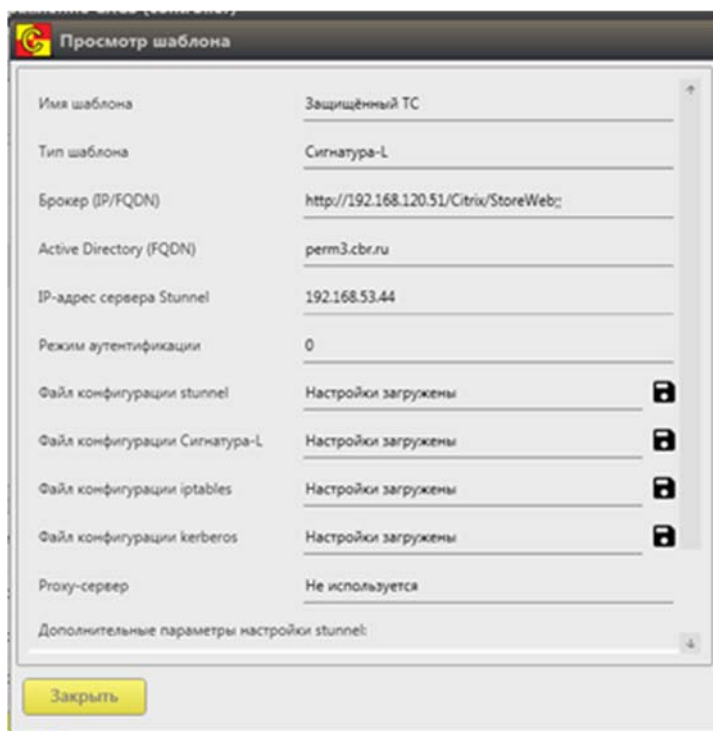 Просмотр шаблона
Имя шаблона Защищённый ТС
Тип шаблона Сигнатура-L
Брокер (IP/FQDN) http://192.168.120.51/Citrix/StoreWeb;;
Active Directory (FQDN) perm3.cbr.ru
IP-адрес сервера Stunnel 192.168.53.44
Режим аутентификации 0
Файл конфигурации stunnel Настройки загружены
Файл конфигурации Сигнатура-L Настройки загружены
Файл конфигурации iptables Настройки загружены
Файл конфигурации kerberos Настройки загружены
Proxy-сервер Не используется
Дополнительные параметры настройки stunnel:
Закрыть